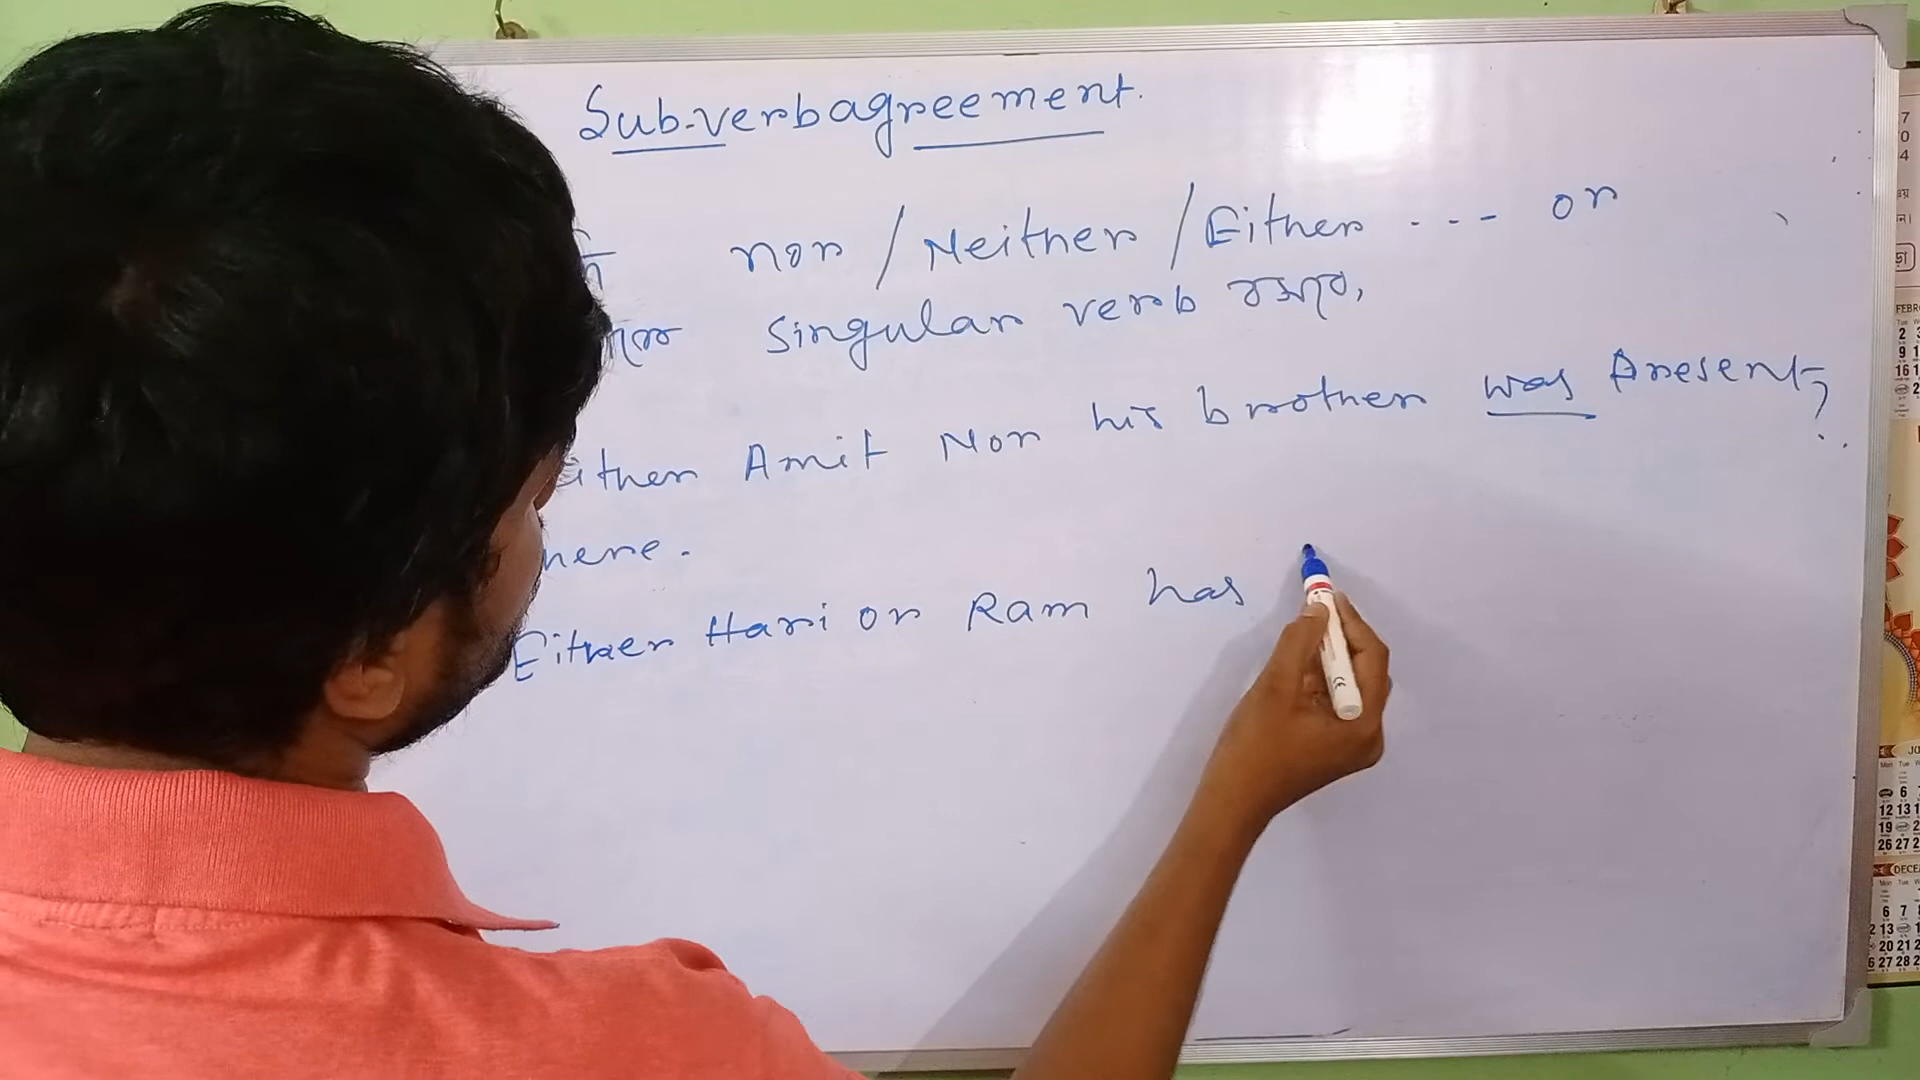 Sub-verb agreement.
nor / Neither / Either --- or
singular verb বসবে,
Amit Nor his brother was Present
here.
Either Hari or Ram has